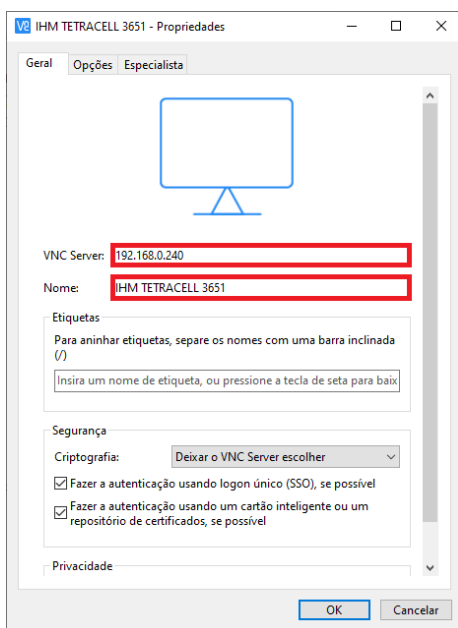 V2 IHM TETRACELL 3651 - Propriedades
Geral Opções Especialista
VNC Server: 192.168.0.240
Nome: IHM TETRACELL 3651
Etiquetas
Para aninhar etiquetas, separe os nomes com uma barra inclinada
(/)
Insira um nome de etiqueta, ou pressione a tecla de seta para baix
Segurança
Criptografia: Deixar o VNC Server escolher
Fazer a autenticação usando logon único (SSO), se possível
Fazer a autenticação usando um cartão inteligente ou um
repositório de certificados, se possível
Privacidade
OK Cancelar